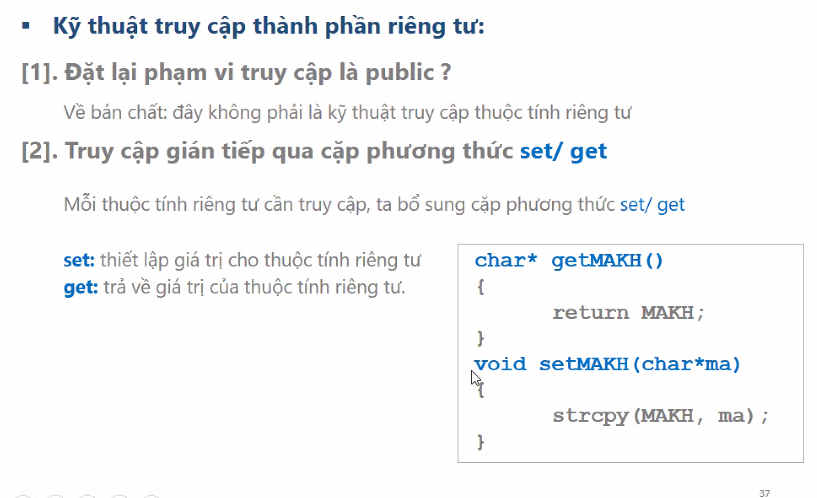 ▪ Kỹ thuật truy cập thành phần riêng tư:
[1]. Đặt lại phạm vi truy cập là public ?
Về bản chất: đây không phải là kỹ thuật truy cập thuộc tính riêng tư
[2]. Truy cập gián tiếp qua cặp phương thức set/ get
Mỗi thuộc tính riêng tư cần truy cập, ta bổ sung cặp phương thức set/ get
set: thiết lập giá trị cho thuộc tính riêng tư
get: trả về giá trị của thuộc tính riêng tư.
char* getMAKH()
{
return MAKH;
}
void setMAKH(char*ma)
{
strcpy(MAKH, ma);
}
37